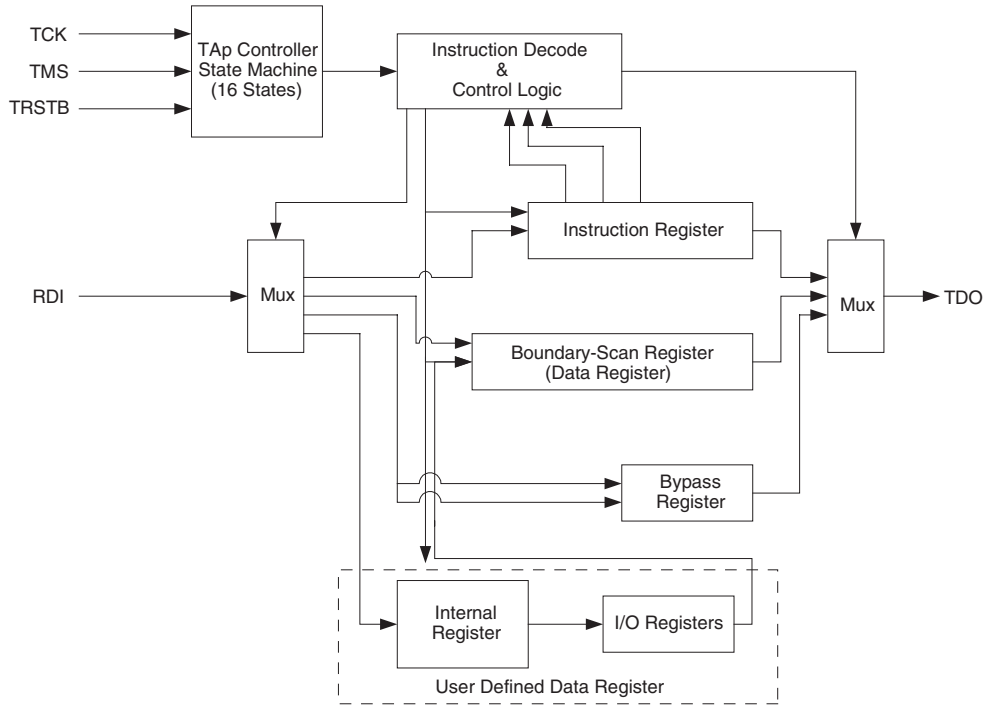 TCK
TMS
TRSTB
TAp Controller
State Machine
(16 States)
Instruction Decode
&
Control Logic
Instruction Register
RDI
Mux
Mux
TDO
Boundary-Scan Register
(Data Register)
Bypass
Register
Internal
Register
I/O Registers
User Defined Data Register